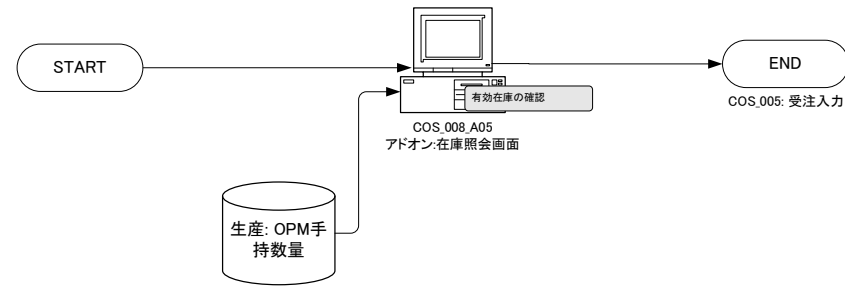 START
END
有効在庫の確認
COS_005: 受注入力
COS_008_A05
アドオン:在庫照会画面
生産: OPM手
持数量